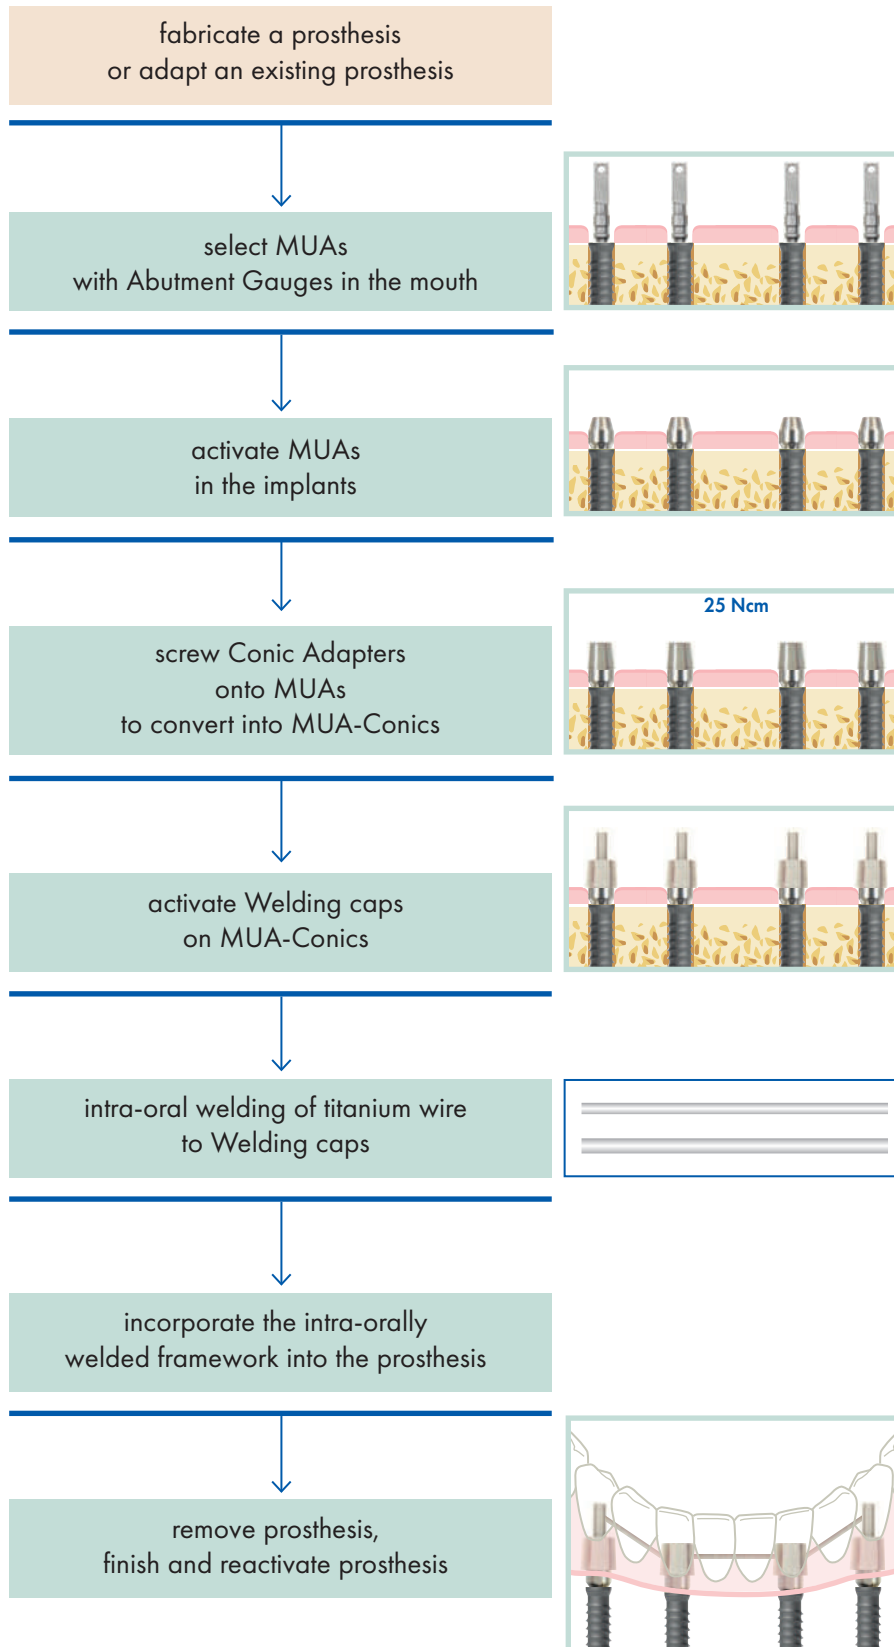 fabricate a prosthesis
or adapt an existing prosthesis
select MUAs
with Abutment Gauges in the mouth
activate MUAs
in the implants
25 Ncm
screw Conic Adapters
onto MUAs
to convert into MUA-Conics
activate Welding caps
on MUA-Conics
intra-oral welding of titanium wire
to Welding caps
incorporate the intra-orally
welded framework into the prosthesis
remove prosthesis,
finish and reactivate prosthesis